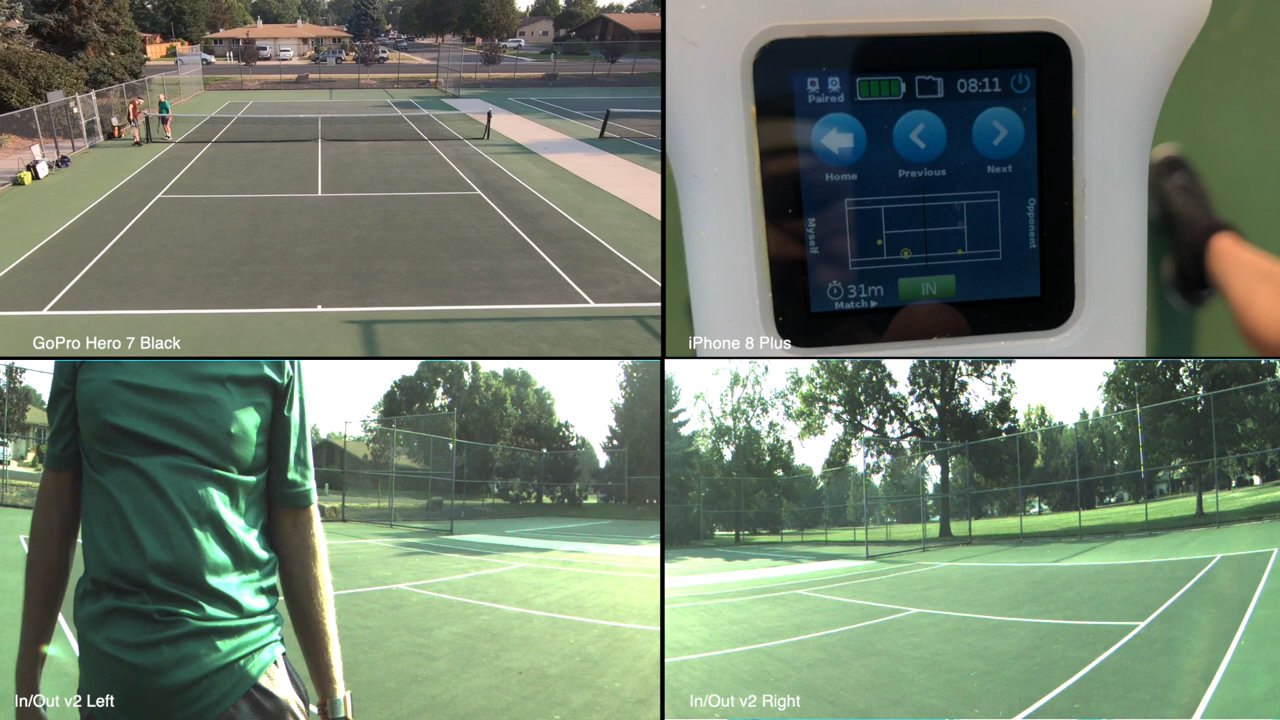 Paired
08:11
Home
Previous
Next
Myself
Opponent
31m
IN
Match
GoPro Hero 7 Black
iPhone 8 Plus
In/Out v2 Left
In/Out v2 Right